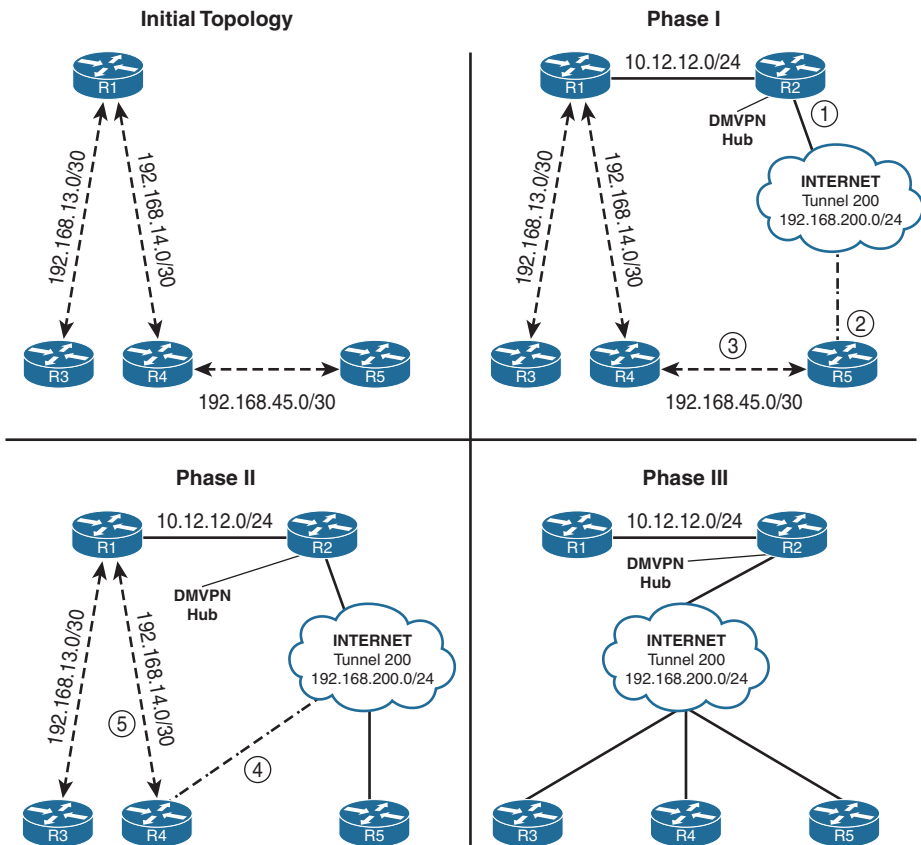 Initial Topology
R1
192.168.13.0/30
192.168.14.0/30
R3
R4
R5
192.168.45.0/30
Phase I
10.12.12.0/24
R1
R2
DMVPN
Hub
1
INTERNET
Tunnel 200
192.168.200.0/24
192.168.13.0/30
192.168.14.0/30
2
3
R3
R4
R5
192.168.45.0/30
Phase II
10.12.12.0/24
R1
R2
DMVPN
Hub
INTERNET
Tunnel 200
192.168.200.0/24
192.168.13.0/30
192.168.14.0/30
5
4
R3
R4
R5
Phase III
10.12.12.0/24
R1
R2
DMVPN
Hub
INTERNET
Tunnel 200
192.168.200.0/24
R3
R4
R5